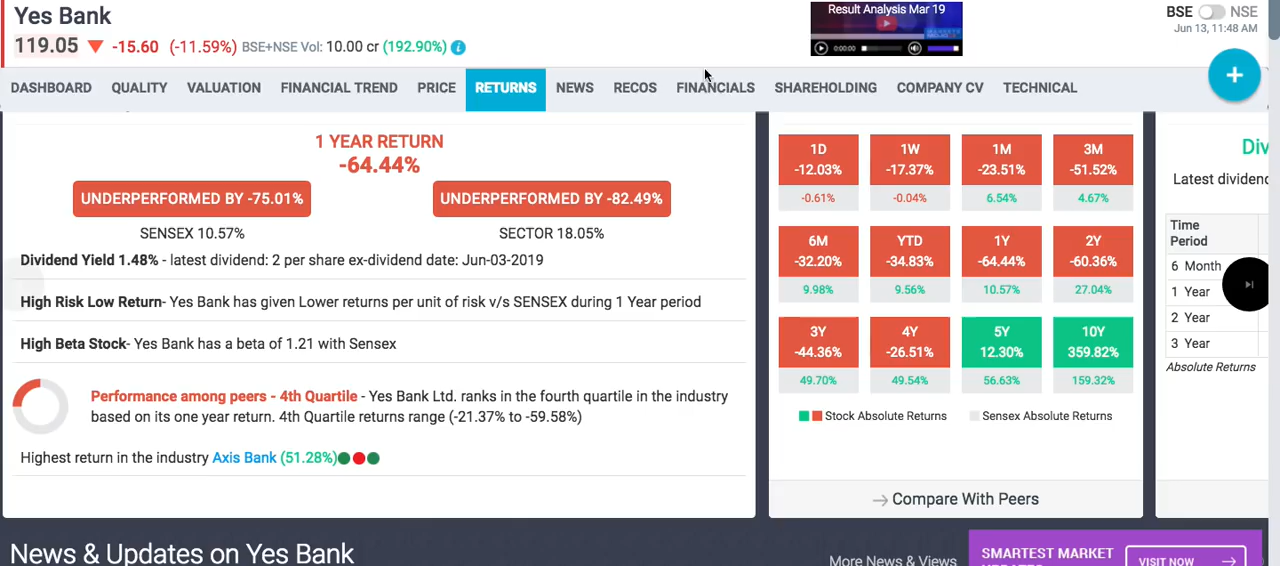 Yes Bank
119.05 -15.60 (-11.59%) BSE+NSE Vol: 10.00 cr (192.90%) i
Result Analysis Mar 19
0:00:00
BSE NSE
Jun 13, 11:48 AM
+
DASHBOARD QUALITY VALUATION FINANCIAL TREND PRICE RETURNS NEWS RECOS FINANCIALS SHAREHOLDING COMPANY CV TECHNICAL
1 YEAR RETURN
-64.44%
UNDERPERFORMED BY -75.01% UNDERPERFORMED BY -82.49%
SENSEX 10.57% SECTOR 18.05%
Dividend Yield 1.48% - latest dividend: 2 per share ex-dividend date: Jun-03-2019
High Risk Low Return- Yes Bank has given Lower returns per unit of risk v/s SENSEX during 1 Year period
High Beta Stock- Yes Bank has a beta of 1.21 with Sensex
Performance among peers - 4th Quartile - Yes Bank Ltd. ranks in the fourth quartile in the industry
based on its one year return. 4th Quartile returns range (-21.37% to -59.58%)
Highest return in the industry Axis Bank (51.28%)
1D 1W 1M 3M
-12.03% -17.37% -23.51% -51.52%
-0.61% -0.04% 6.54% 4.67%
6M YTD 1Y 2Y
-32.20% -34.83% -64.44% -60.36%
9.98% 9.56% 10.57% 27.04%
3Y 4Y 5Y 10Y
-44.36% -26.51% 12.30% 359.82%
49.70% 49.54% 56.63% 159.32%
Stock Absolute Returns Sensex Absolute Returns
Compare With Peers
Div
Latest dividend
Time
Period
6 Month
1 Year
2 Year
3 Year
Absolute Returns
News & Updates on Yes Bank
More News & Views
SMARTEST MARKET
VISIT NOW